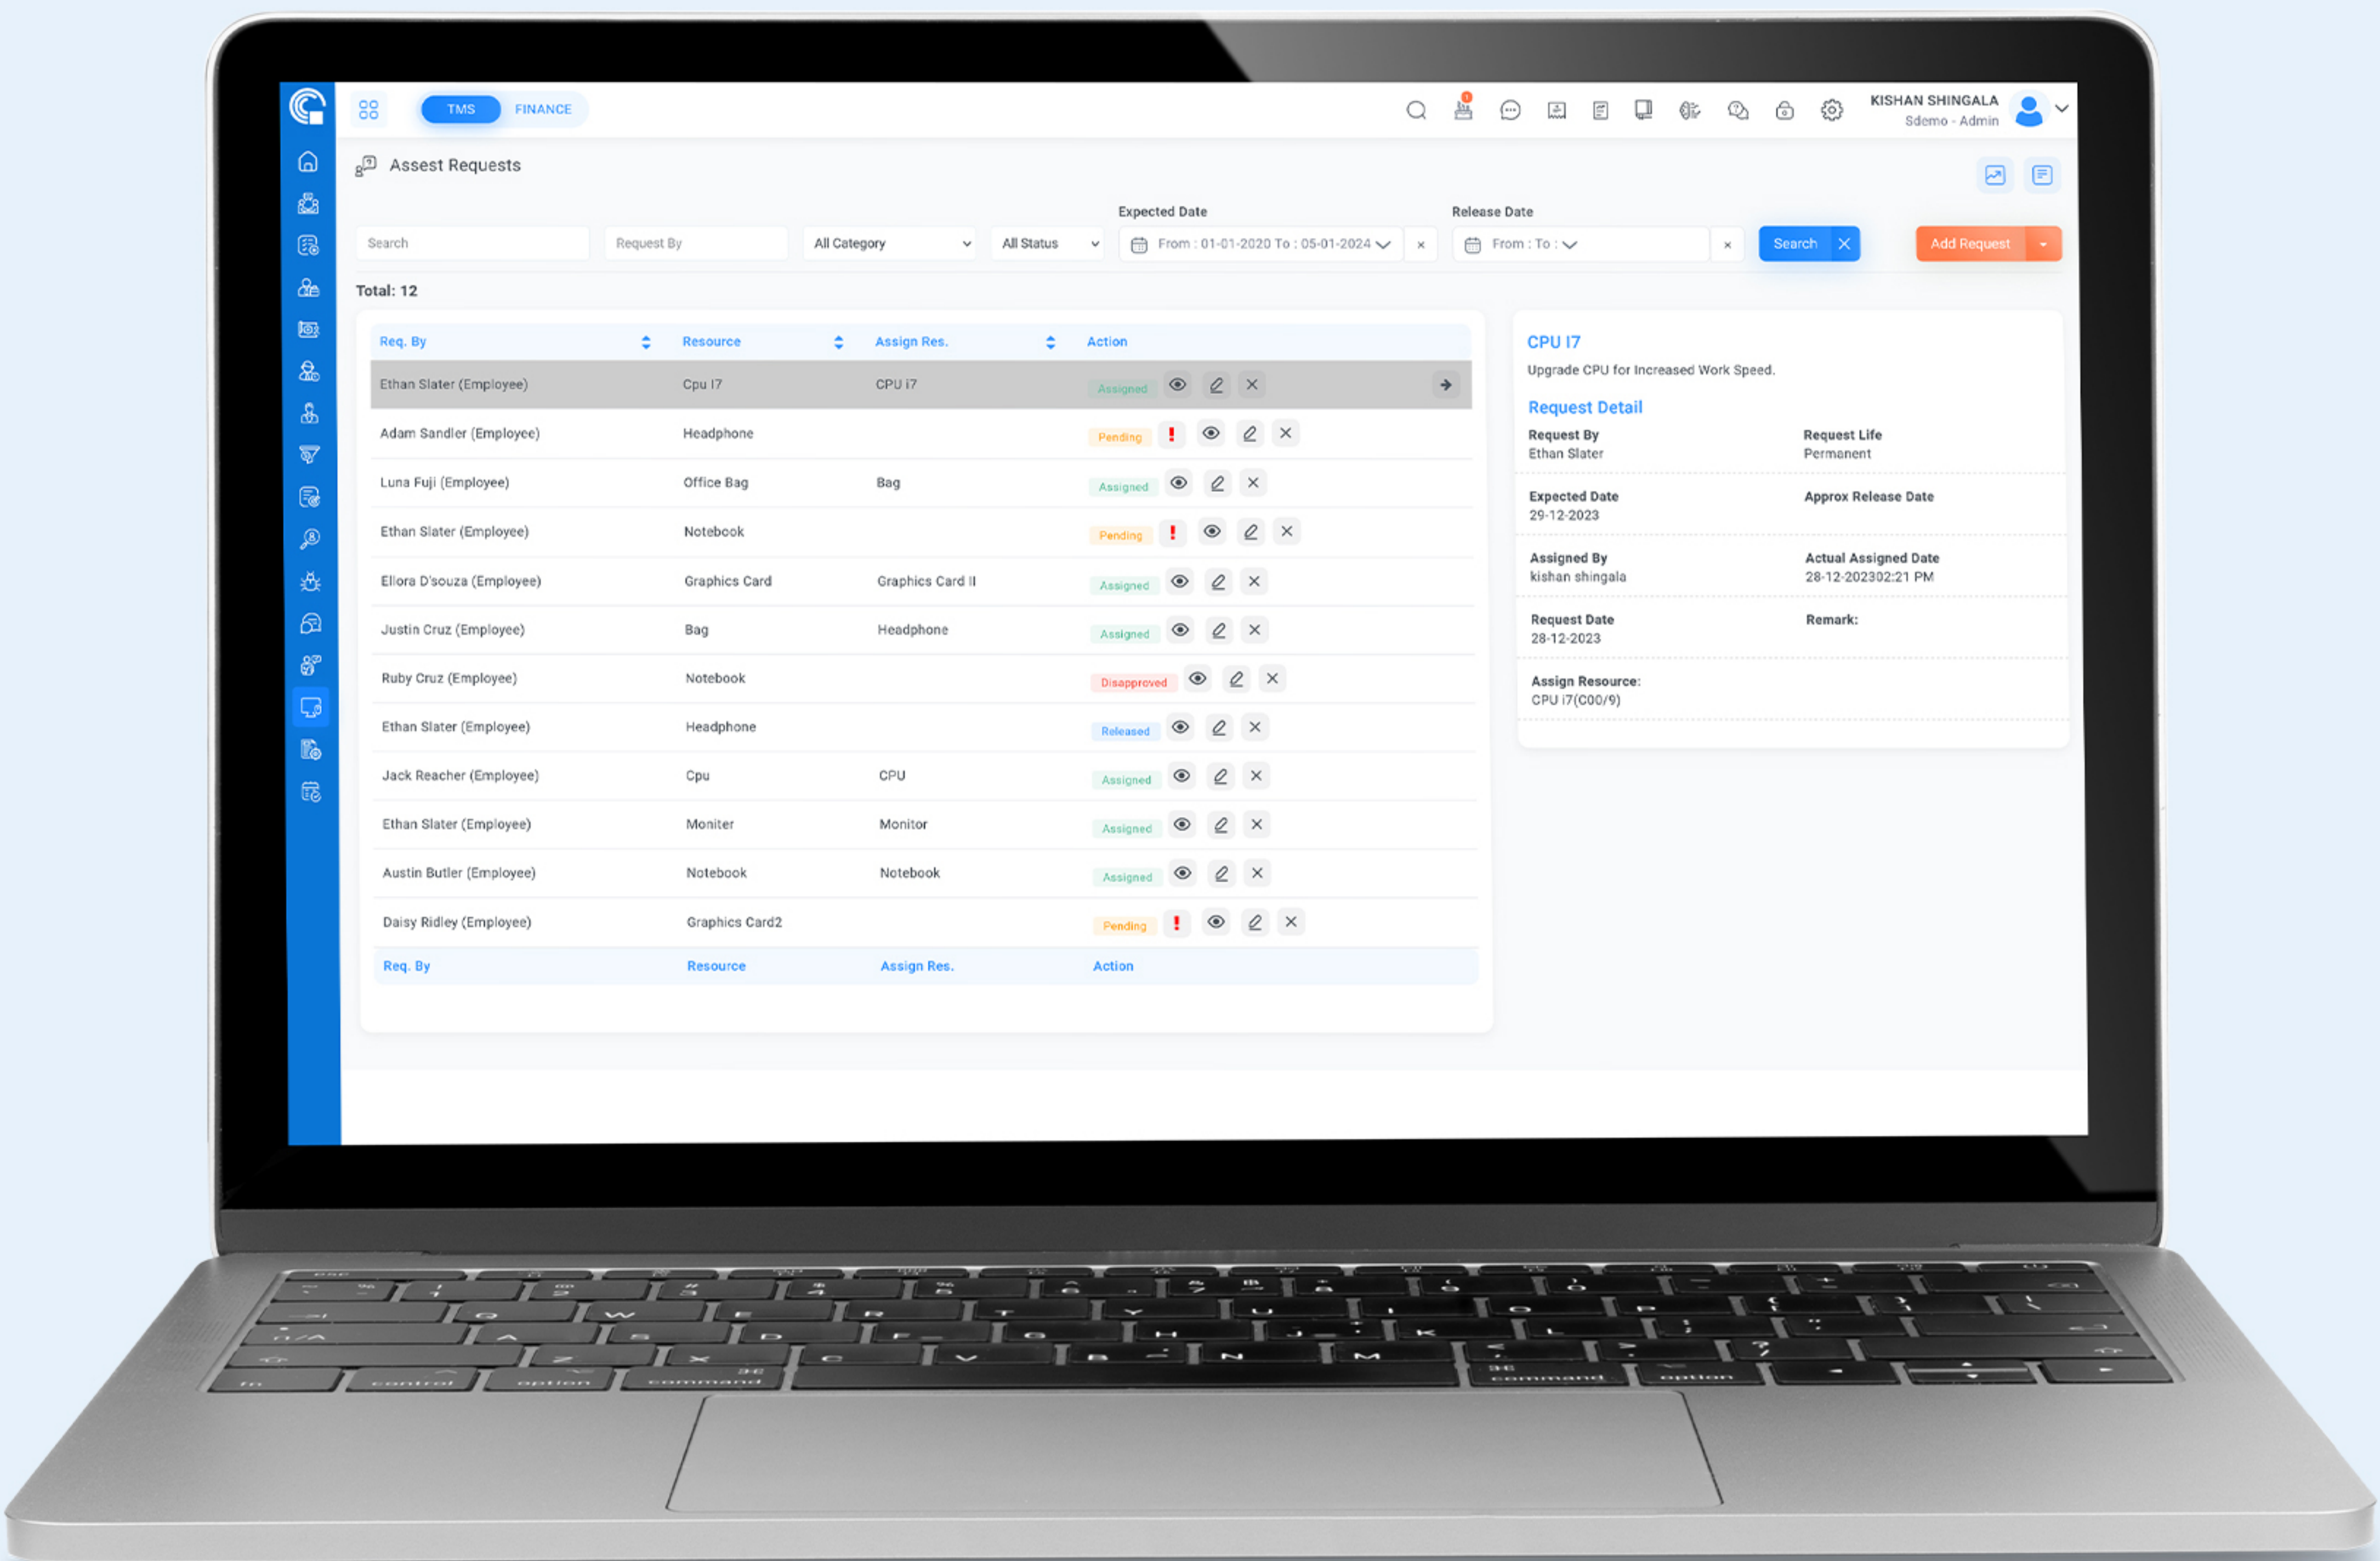 TMS FINANCE
1
KISHAN SHINGALA
Sdemo - Admin
Assest Requests
Expected Date
Release Date
Search
Request By
All Category
All Status
From : 01-01-2020 To : 05-01-2024
From : To :
Search
Add Request
Total: 12
Req. By Resource Assign Res. Action
Ethan Slater (Employee) Cpu I7 CPU i7 Assigned
Adam Sandler (Employee) Headphone Pending
Luna Fuji (Employee) Office Bag Bag Assigned
Ethan Slater (Employee) Notebook Pending
Ellora D'souza (Employee) Graphics Card Graphics Card II Assigned
Justin Cruz (Employee) Bag Headphone Assigned
Ruby Cruz (Employee) Notebook Disapproved
Ethan Slater (Employee) Headphone Released
Jack Reacher (Employee) Cpu CPU Assigned
Ethan Slater (Employee) Moniter Monitor Assigned
Austin Butler (Employee) Notebook Notebook Assigned
Daisy Ridley (Employee) Graphics Card2 Pending
Req. By Resource Assign Res. Action
CPU I7
Upgrade CPU for Increased Work Speed.
Request Detail
Request By Request Life
Ethan Slater Permanent
Expected Date Approx Release Date
29-12-2023
Assigned By Actual Assigned Date
kishan shingala 28-12-202302:21 PM
Request Date Remark:
28-12-2023
Assign Resource:
CPU i7(C00/9)
Q W E R T Y U I O P
A S D F G H J K L
Z X C V B N M
fn control option command command option